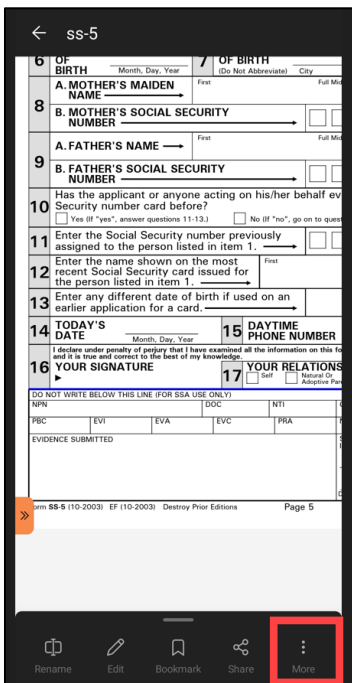 ss-5
6 OF 7 OF BIRTH
BIRTH Month, Day, Year (Do Not Abbreviate) City
A. MOTHER'S MAIDEN First Full Mid
NAME
8
B. MOTHER'S SOCIAL SECURITY
NUMBER
A. FATHER'S NAME First Full Mid
9
B. FATHER'S SOCIAL SECURITY
NUMBER
10 Has the applicant or anyone acting on his/her behalf ev
Security number card before?
Yes (If "yes", answer questions 11-13.) No (If "no", go on to quest
11 Enter the Social Security number previously
assigned to the person listed in item 1.
12 Enter the name shown on the most First
recent Social Security card issued for
the person listed in item 1.
13 Enter any different date of birth if used on an
earlier application for a card.
14 TODAY'S 15 DAYTIME
DATE Month, Day, Year PHONE NUMBER
I declare under penalty of perjury that I have examined all the information on this fo
and it is true and correct to the best of my knowledge.
16 YOUR SIGNATURE 17 YOUR RELATIONS
Self Natural Or
Adoptive Par
DO NOT WRITE BELOW THIS LINE (FOR SSA USE ONLY)
NPN DOC NTI
PBC EVI EVA EVC PRA
EVIDENCE SUBMITTED
orm SS-5 (10-2003) EF (10-2003) Destroy Prior Editions Page 5
Rename Edit Bookmark Share More